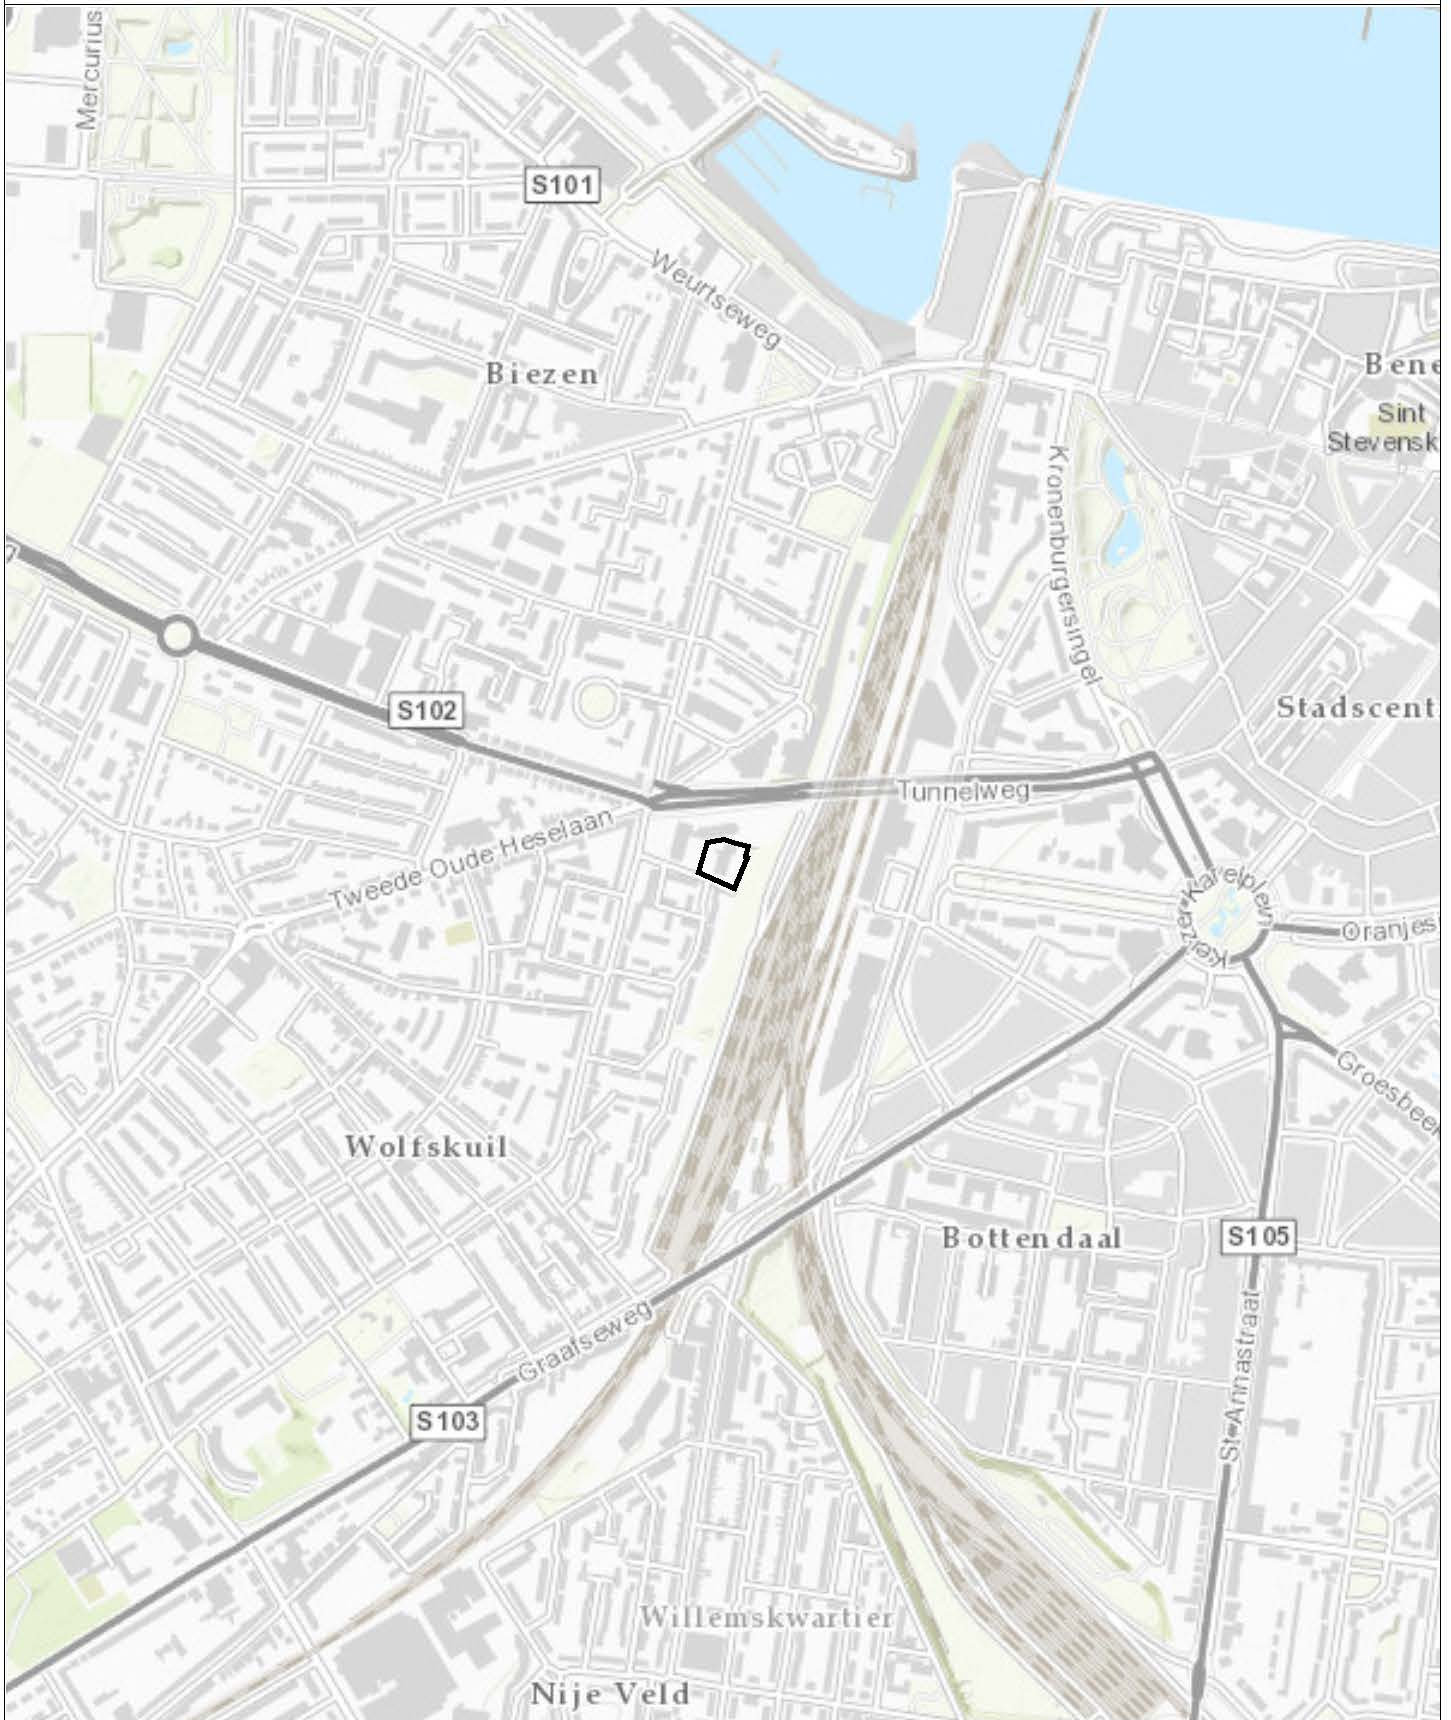 Mercurius
S101
Weurtseweg
Biezen
Bene
Sint
Stevensk
Kronenburgersingel
S102
Stadscent
Tunnelweg
Tweede Oude Heselaan
Keizer Karelplein
Oranjes
Groesbeek
Wolfskuil
Bottendaal
S105
Graafseweg
St. Annastraat
S103
Willemskwartier
Nije Veld